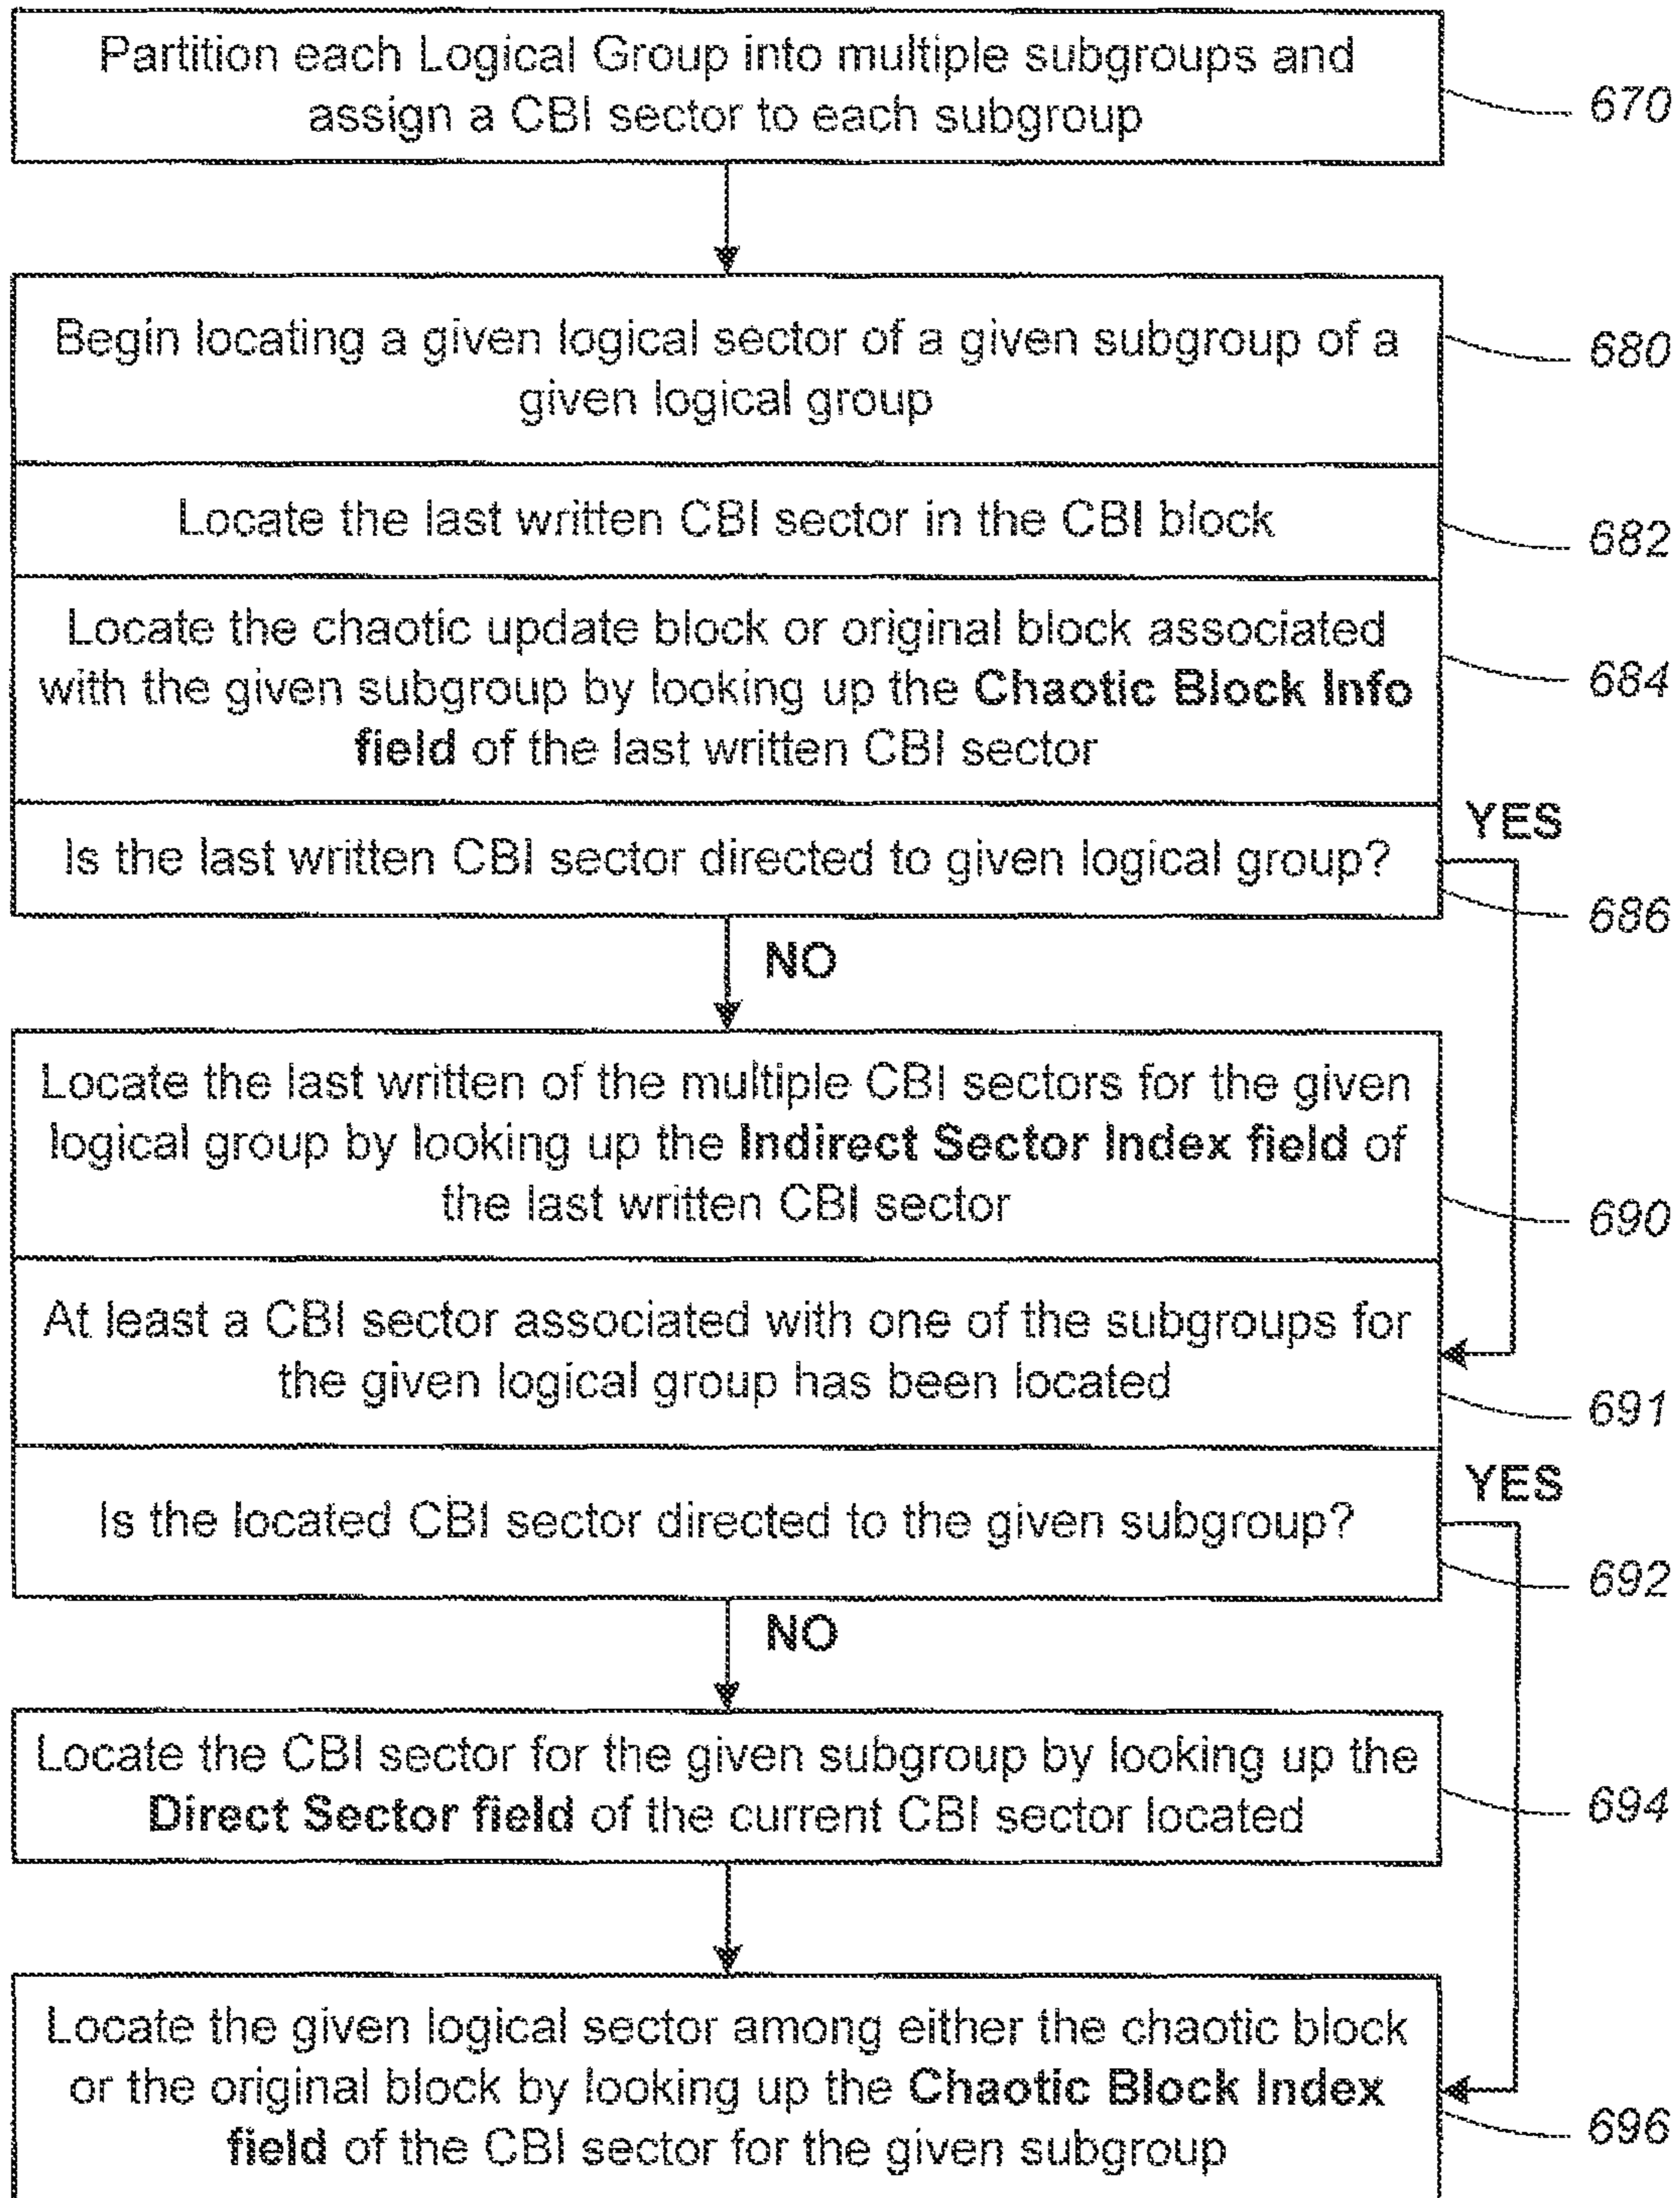 Partition each Logical Group into multiple subgroups and
assign a CBI sector to each subgroup
670
Begin locating a given logical sector of a given subgroup of a
given logical group
680
Locate the last written CBI sector in the CBI block
682
Locate the chaotic update block or original block associated
with the given subgroup by looking up the Chaotic Block Info
field of the last written CBI sector
684
YES
Is the last written CBI sector directed to given logical group?
686
NO
Locate the last written of the multiple CBI sectors for the given
logical group by looking up the Indirect Sector Index field of
the last written CBI sector
690
At least a CBI sector associated with one of the subgroups for
the given logical group has been located
691
YES
Is the located CBI sector directed to the given subgroup?
692
NO
Locate the CBI sector for the given subgroup by looking up the
Direct Sector field of the current CBI sector located
694
Locate the given logical sector among either the chaotic block
or the original block by looking up the Chaotic Block Index
field of the CBI sector for the given subgroup
696